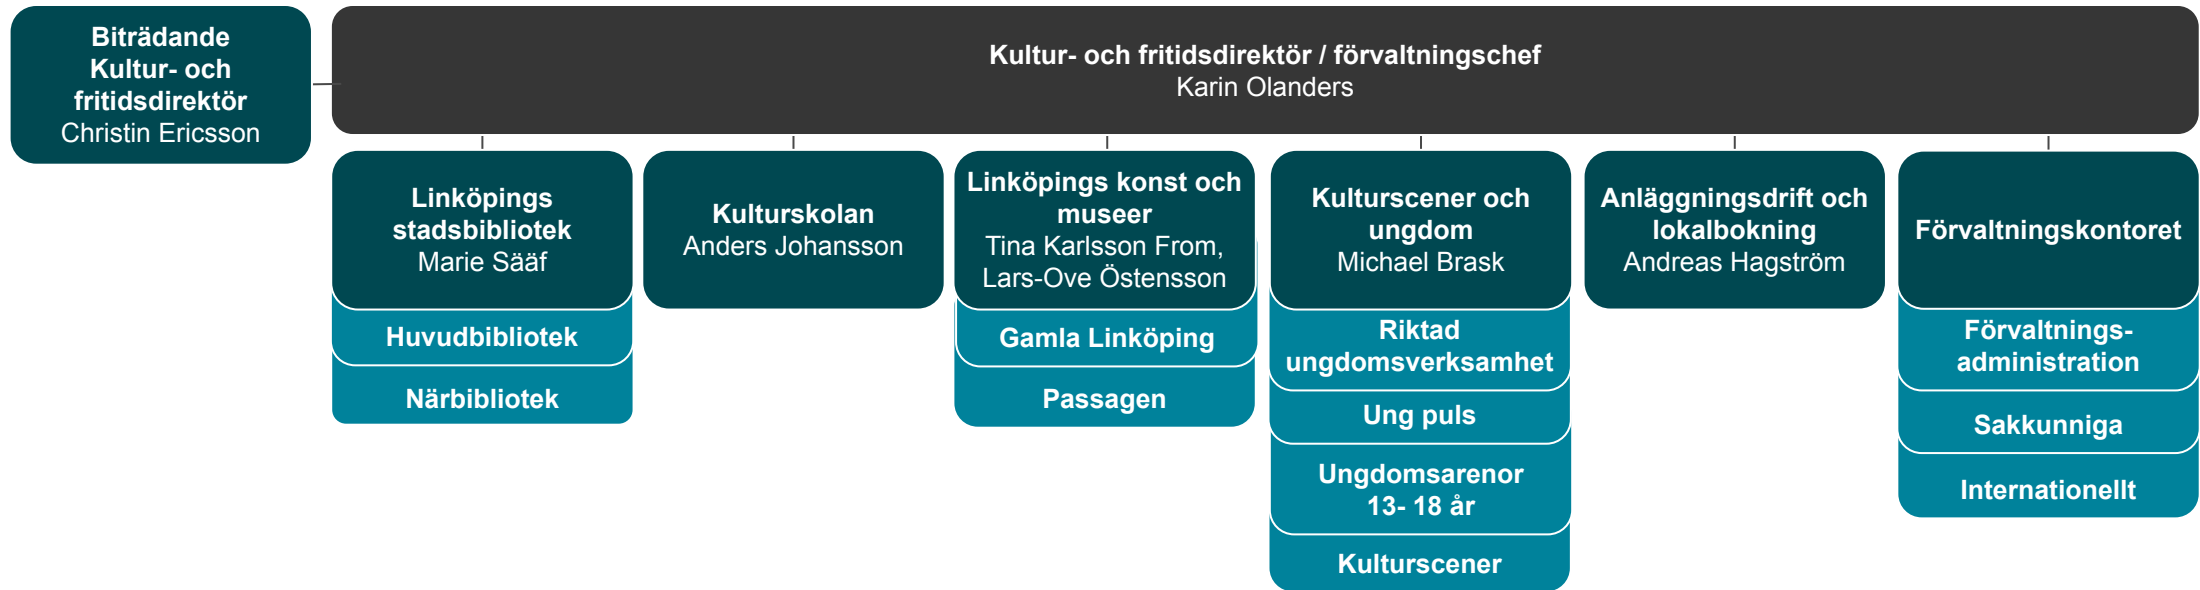 Biträdande
Kultur- och
fritidsdirektör
Christin Ericsson
Kultur- och fritidsdirektör / förvaltningschef
Karin Olanders
Linköpings
stadsbibliotek
Marie Sääf
Huvudbibliotek
Närbibliotek
Kulturskolan
Anders Johansson
Linköpings konst och
museer
Tina Karlsson From,
Lars-Ove Östensson
Gamla Linköping
Passagen
Kulturscener och
ungdom
Michael Brask
Riktad
ungdomsverksamhet
Ung puls
Ungdomsarenor
13- 18 år
Kulturscener
Anläggningsdrift och
lokalbokning
Andreas Hagström
Förvaltningskontoret
Förvaltnings-
administration
Sakkunniga
Internationellt